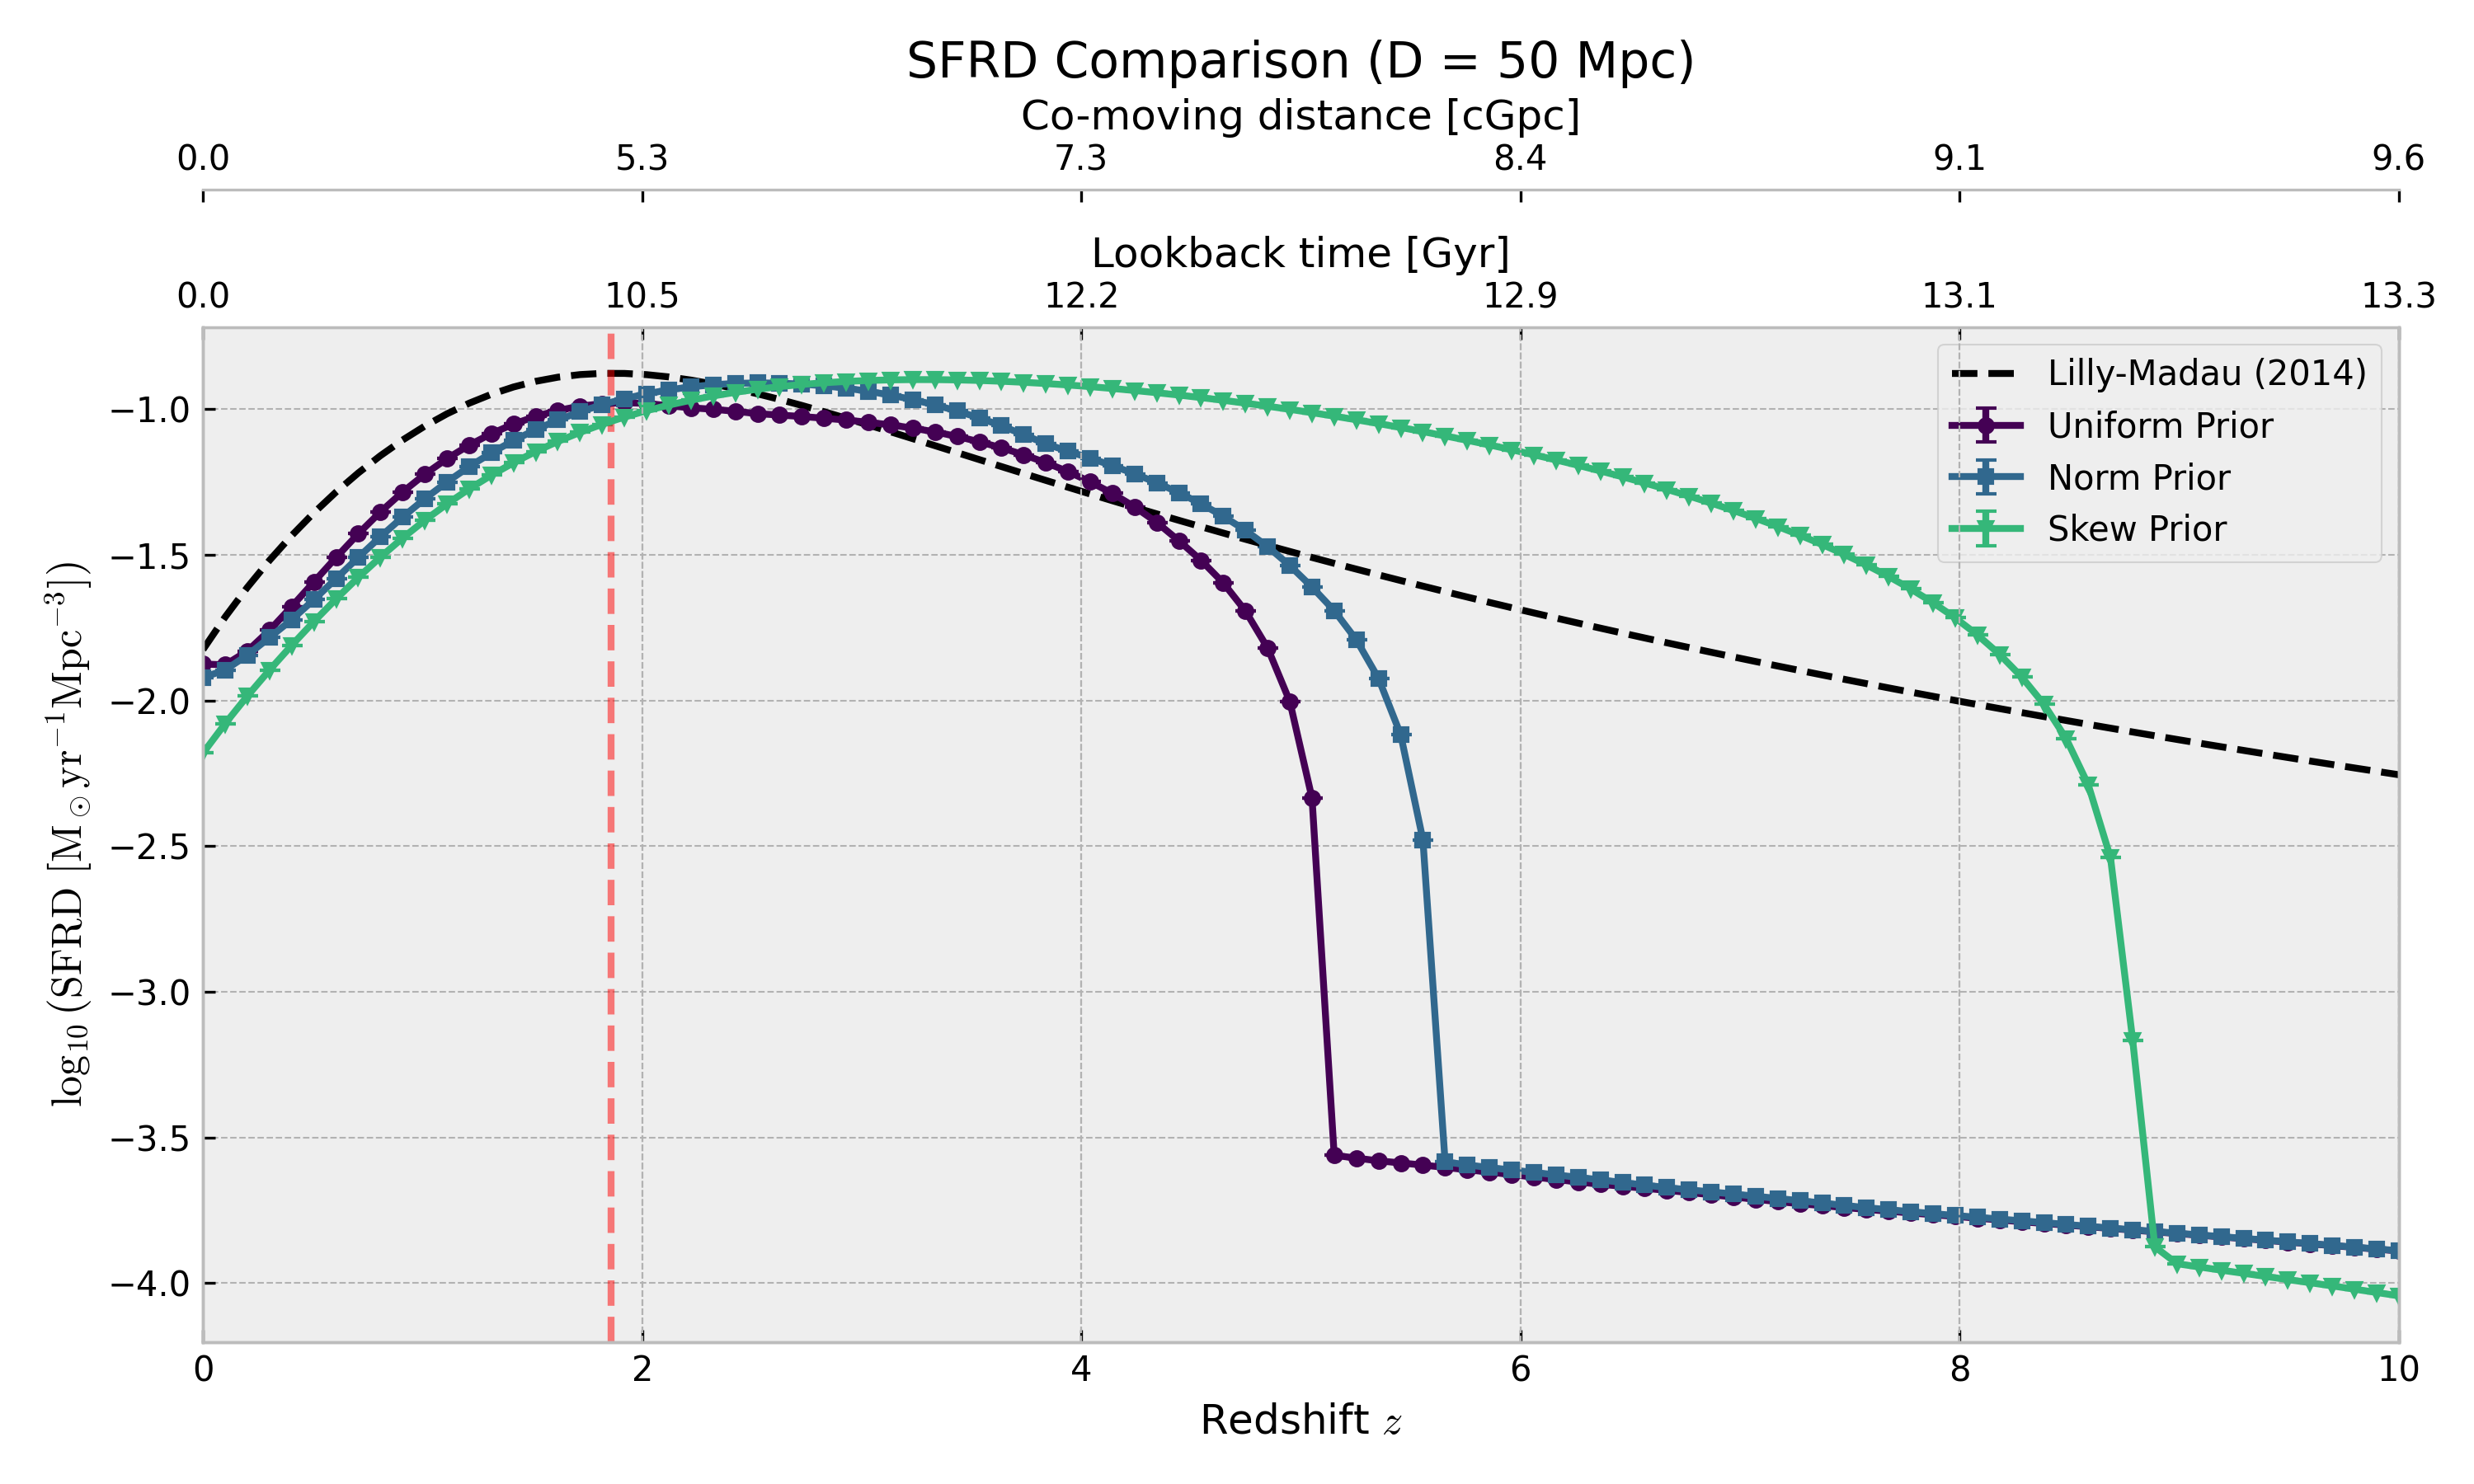 SFRD Comparison (D = 50 Mpc)
Co-moving distance [cGpc]
0.0 5.3 7.3 8.4 9.1 9.6
Lookback time [Gyr]
0.0 10.5 12.2 12.9 13.1 13.3
Lilly-Madau (2014)
Uniform Prior
Norm Prior
Skew Prior
log₁₀(SFRD [M⊙yr⁻¹Mpc⁻³])
−1.0
−1.5
−2.0
−2.5
−3.0
−3.5
−4.0
0 2 4 6 8 10
Redshift z